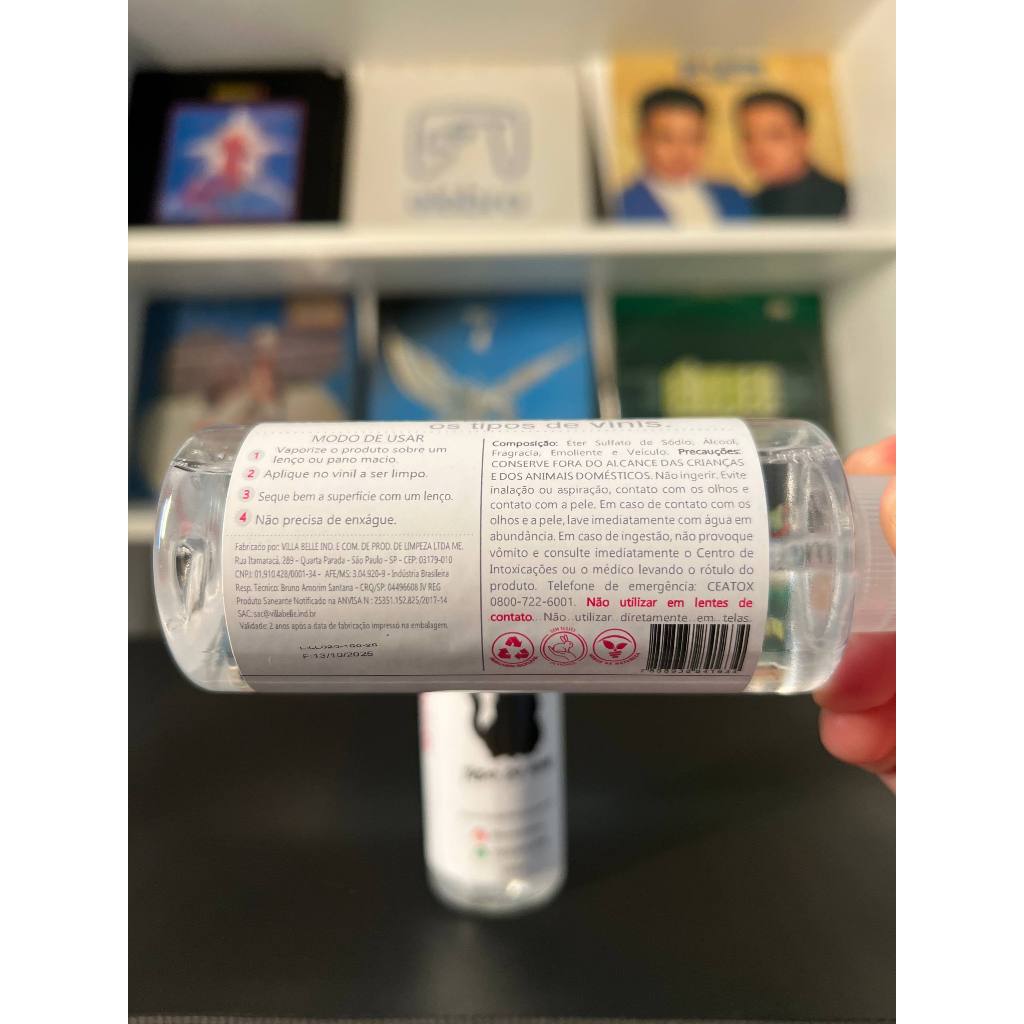 os tipos de vinis.
MODO DE USAR
1 Vaporize o produto sobre um
lenço ou pano macio.
2 Aplique no vinil a ser limpo.
3 Seque bem a superfície com um lenço.
4 Não precisa de enxágue.
Fabricado por: VILLA BELLE IND. E COM. DE PROD. DE LIMPEZA LTDA ME.
Rua Itamaracá, 289 - Quarta Parada - São Paulo - SP - CEP: 03179-010
CNPJ: 01.910.428/0001-34 - AFE/MS: 3.04.920-9 - Indústria Brasileira
Resp. Técnico: Bruno Amorim Santana - CRQ/SP: 04496608 IV REG
Produto Saneante Notificado na ANVISA N : 25351.152.825/2017-14
SAC: sac@villabelle.ind.br
Validade: 2 anos após a data de fabricação impresso na embalagem.
F:13/10/2025
Composição: Éter Sulfato de Sódio, Álcool,
Fragracia, Emoliente e Veículo. Precauções:
CONSERVE FORA DO ALCANCE DAS CRIANÇAS
E DOS ANIMAIS DOMÉSTICOS. Não ingerir. Evite
inalação ou aspiração, contato com os olhos e
contato com a pele. Em caso de contato com os
olhos e a pele, lave imediatamente com água em
abundância. Em caso de ingestão, não provoque
vômito e consulte imediatamente o Centro de
Intoxicações ou o médico levando o rótulo do
produto. Telefone de emergência: CEATOX
0800-722-6001. Não utilizar em lentes de
contato. Não utilizar diretamente em telas.